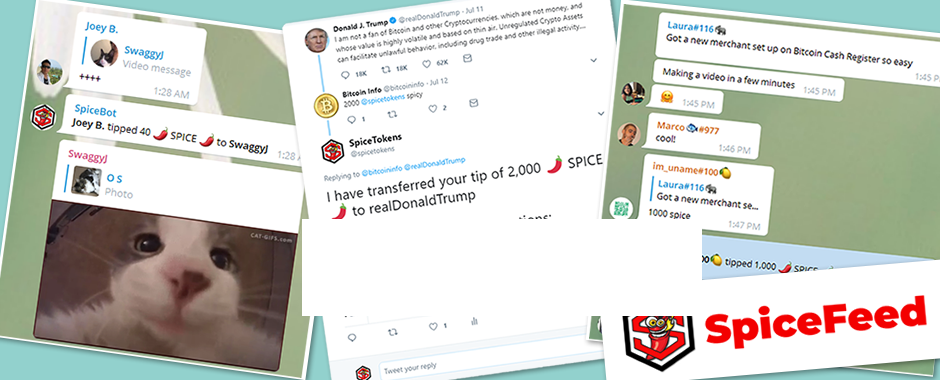 Joey B.
SwaggyJ
Video message
++++
1:28 AM
SpiceBot
Joey B. tipped 40 🌶 SPICE 🌶 to SwaggyJ
1:28
SwaggyJ
O S
Photo
CAT-GIFS.com
Donald J. Trump @realDonaldTrump · Jul 11
I am not a fan of Bitcoin and other Cryptocurrencies, which are not money, and
whose value is highly volatile and based on thin air. Unregulated Crypto Assets
can facilitate unlawful behavior, including drug trade and other illegal activity....
18K 18K 62K
Bitcoin Info @bitcoininfo · Jul 12
2000 @spicetokens spicy
1 2
SpiceTokens
@spicetokens
Replying to @bitcoininfo @realDonaldTrump
I have transferred your tip of 2,000 🌶 SPICE
🌶 to realDonaldTrump
1
Tweet your reply
Laura#116
Got a new merchant set up on Bitcoin Cash Register so easy
1:45
Making a video in a few minutes 1:45 PM
1:45 PM
Marco 🐟#977
cool!
1:46 PM
im_uname#100🍋
Laura#116
Got a new merchant se...
1000 spice
1:47 PM
tipped 1,000 🌶 SPICE
SpiceFeed